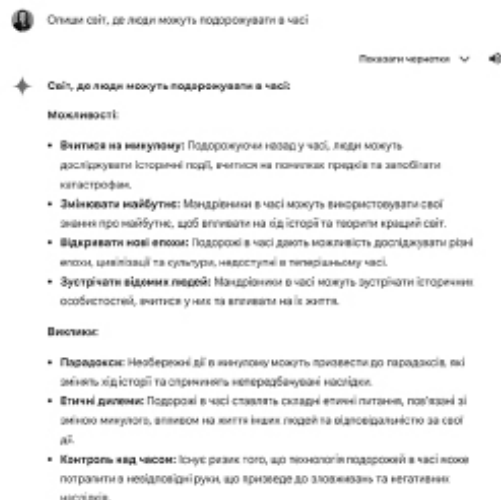 Опиши світ, де люди можуть подорожувати в часі
Показати чернетки
Світ, де люди можуть подорожувати в часі:
Можливості:
• Вчитися на минулому: Подорожуючи назад у часі, люди можуть
досліджувати історичні події, вчитися на помилках предків та запобігати
катастрофам.
• Змінювати майбутнє: Мандрівники в часі можуть використовувати свої
знання про майбутнє, щоб впливати на хід історії та творити кращий світ.
• Відкривати нові епохи: Подорожі в часі дають можливість досліджувати різні
епохи, цивілізації та культури, недоступні в теперішньому часі.
• Зустрічати відомих людей: Мандрівники в часі можуть зустрічати історичних
особистостей, вчитися у них та впливати на їх життя.
Виклики:
• Парадокси: Необережні дії в минулому можуть призвести до парадоксів, які
змінять хід історії та спричинять непередбачувані наслідки.
• Етичні дилеми: Подорожі в часі ставлять складні етичні питання, пов'язані зі
зміною минулого, впливом на життя інших людей та відповідальністю за свої
дії.
• Контроль над часом: Існує ризик того, що технологія подорожей в часі може
потрапити в невідповідні руки, що призведе до зловживань та негативних
наслідків.